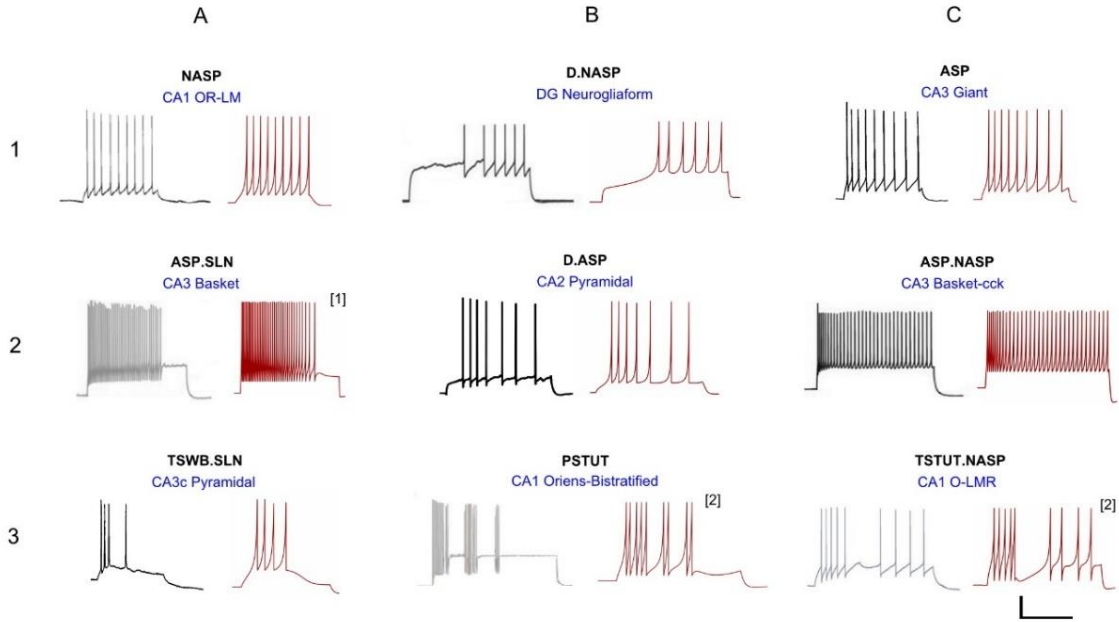 A
B
C
1
NASP
CA1 OR-LM
D.NASP
DG Neurogliaform
ASP
CA3 Giant
2
ASP.SLN
CA3 Basket
[1]
D.ASP
CA2 Pyramidal
ASP.NASP
CA3 Basket-cck
3
TSWB.SLN
CA3c Pyramidal
PSTUT
CA1 Oriens-Bistratified
[2]
TSTUT.NASP
CA1 O-LMR
[2]